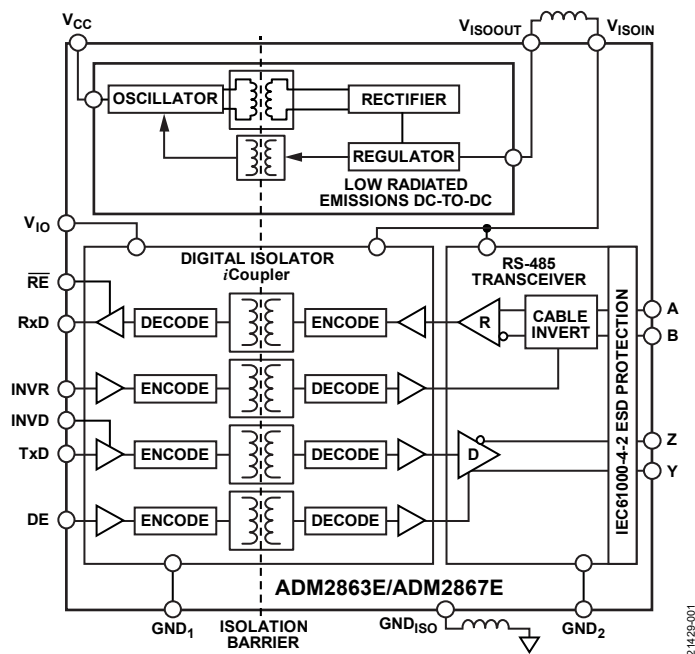 VCC
VISOOUT
VISOIN
OSCILLATOR
RECTIFIER
REGULATOR
LOW RADIATED
EMISSIONS DC-TO-DC
VIO
DIGITAL ISOLATOR
iCoupler
RS-485
TRANSCEIVER
RE
RxD
DECODE
ENCODE
R
CABLE
INVERT
A
B
INVR
ENCODE
DECODE
INVD
TxD
ENCODE
DECODE
D
Z
Y
DE
ENCODE
DECODE
IEC61000-4-2 ESD PROTECTION
ADM2863E/ADM2867E
GND1
ISOLATION
BARRIER
GNDISO
GND2
21429-001